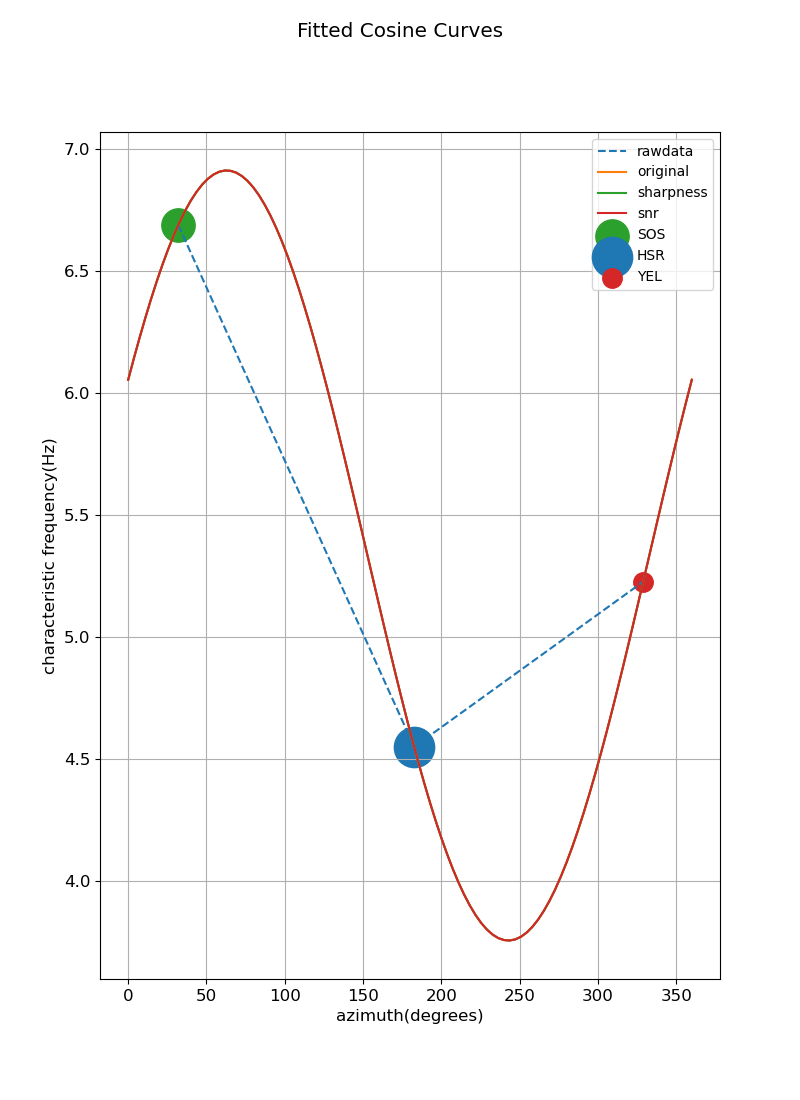 Fitted Cosine Curves
7.0
6.5
6.0
5.5
5.0
4.5
4.0
characteristic frequency(Hz)
rawdata
original
sharpness
snr
SOS
HSR
YEL
0 50 100 150 200 250 300 350
azimuth(degrees)